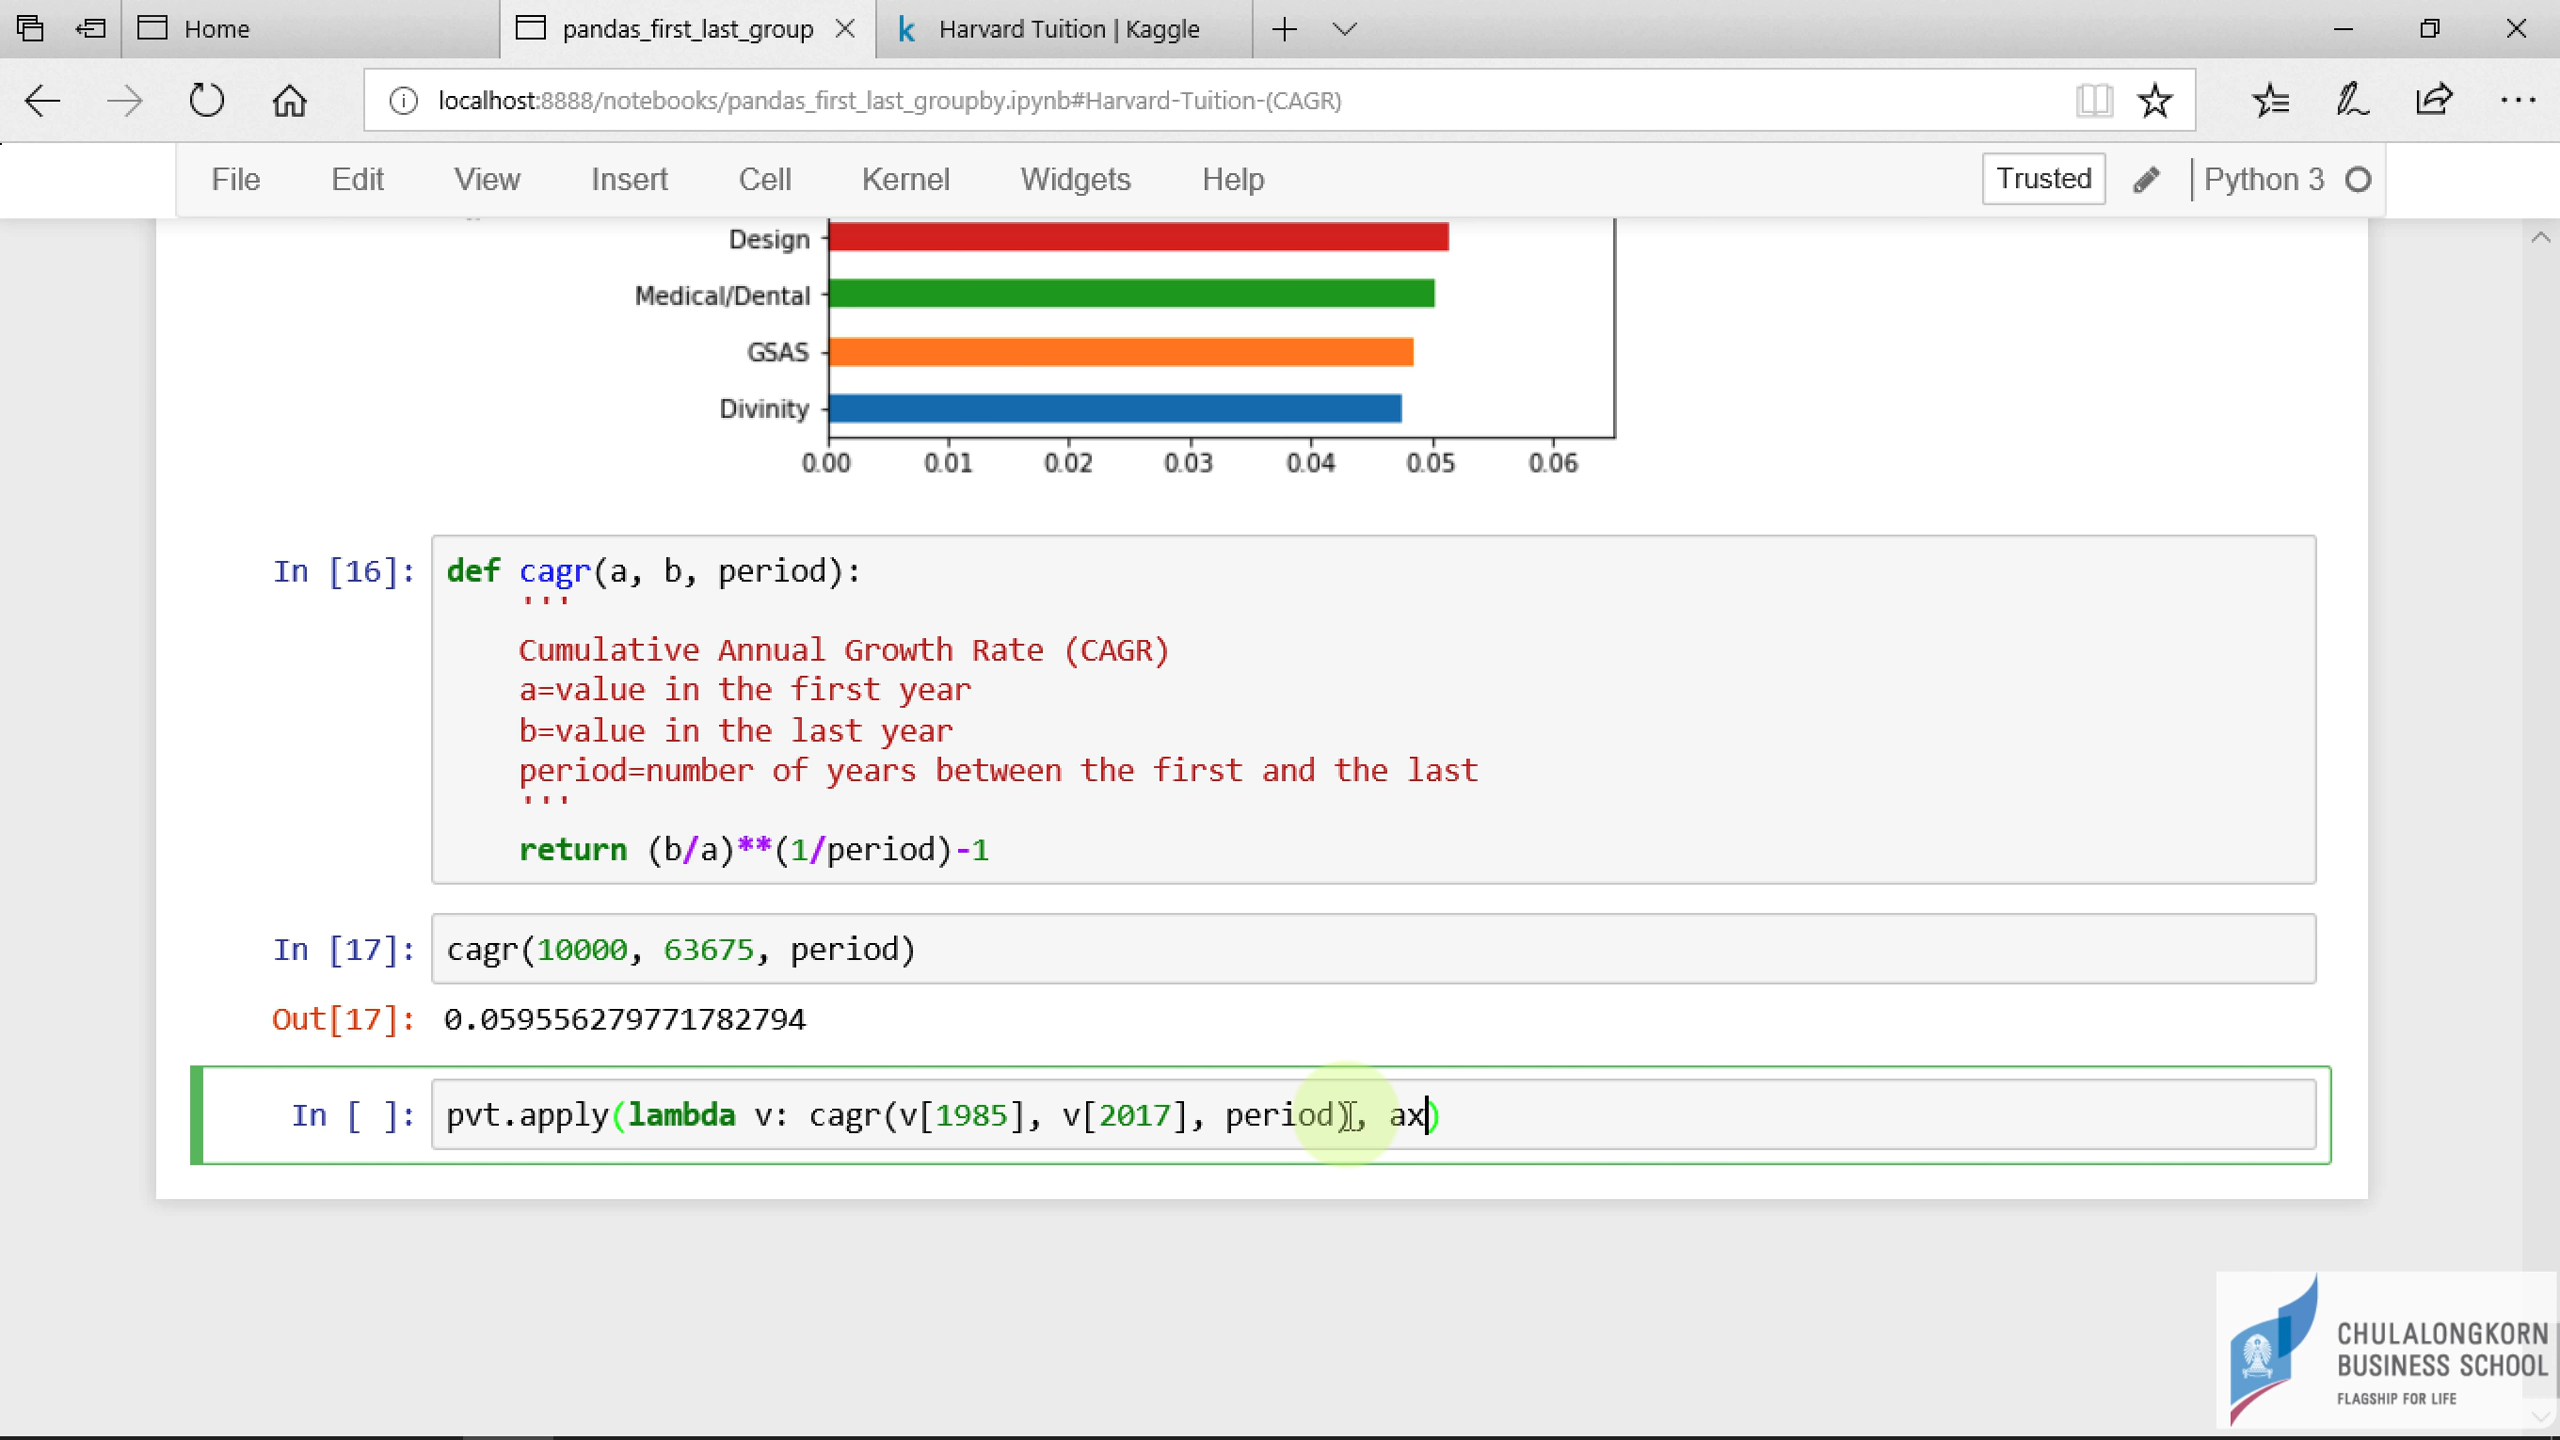 Home
pandas_first_last_group
Harvard Tuition | Kaggle
localhost:8888/notebooks/pandas_first_last_groupby.ipynb#Harvard-Tuition-(CAGR)
File Edit View Insert Cell Kernel Widgets Help
Trusted
Python 3
Design
Medical/Dental
GSAS
Divinity
0.00 0.01 0.02 0.03 0.04 0.05 0.06
In [16]: def cagr(a, b, period):
'''
Cumulative Annual Growth Rate (CAGR)
a=value in the first year
b=value in the last year
period=number of years between the first and the last
'''
return (b/a)**(1/period)-1
In [17]: cagr(10000, 63675, period)
Out[17]: 0.059556279771782794
In [ ]: pvt.apply(lambda v: cagr(v[1985], v[2017], period), ax)
CHULALONGKORN
BUSINESS SCHOOL
FLAGSHIP FOR LIFE